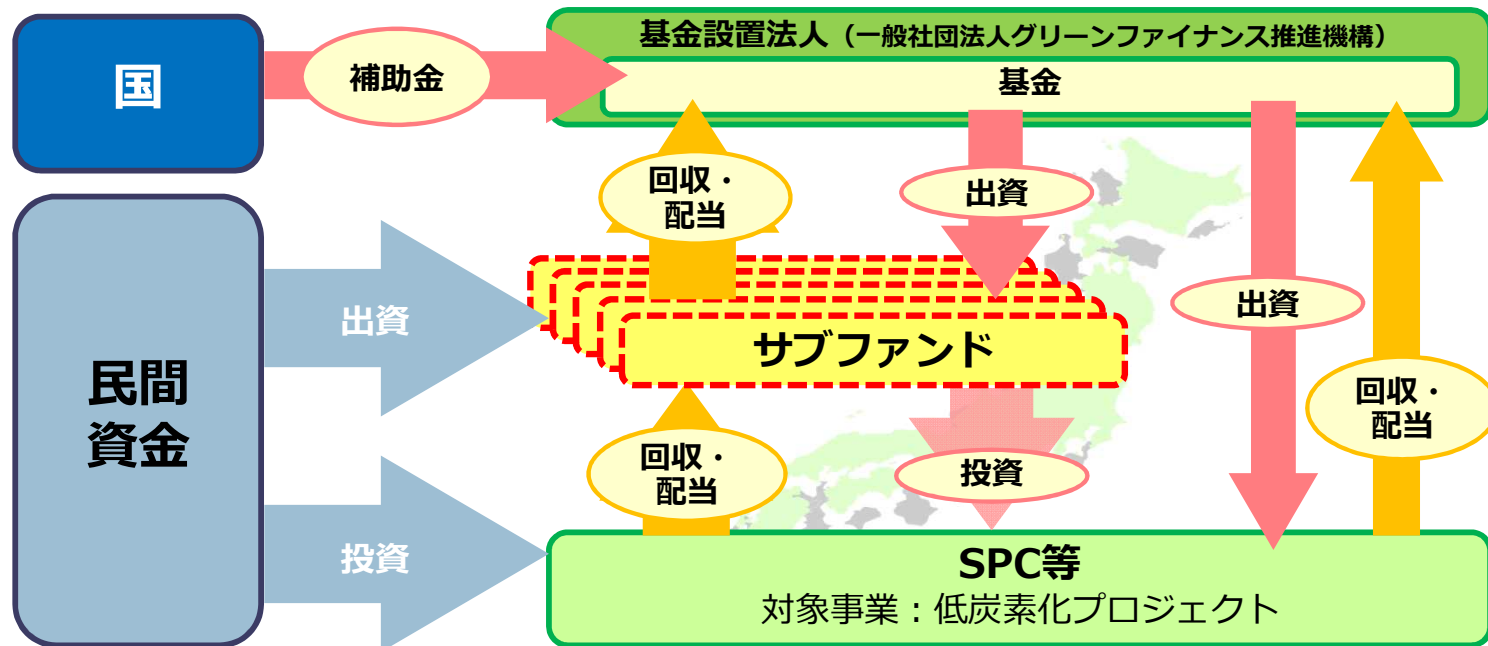 国
補助金
基金設置法人（一般社団法人グリーンファイナンス推進機構）
基金
回収・
配当
出資
出資
出資
サブファンド
民間
資金
回収・
配当
回収・
配当
投資
投資
SPC等
対象事業：低炭素化プロジェクト